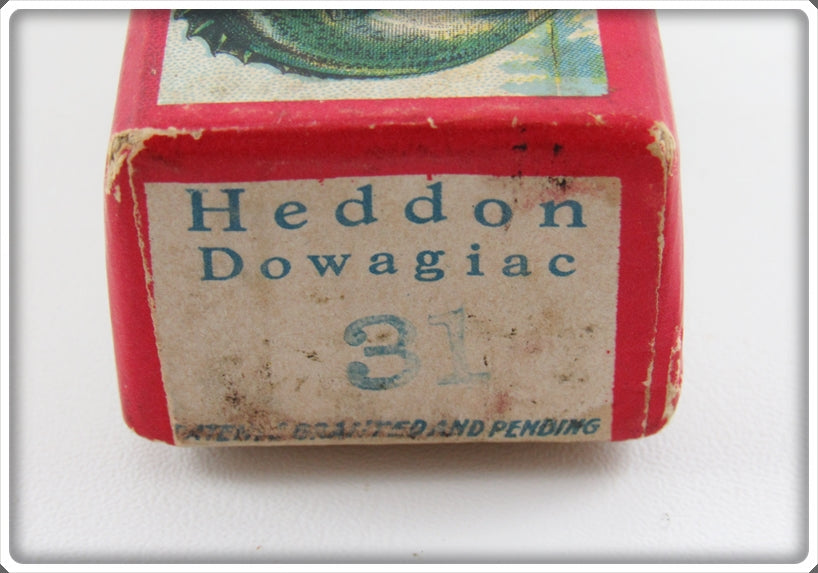 Heddon
Dowagiac
31
PATENTS GRANTED AND PENDING